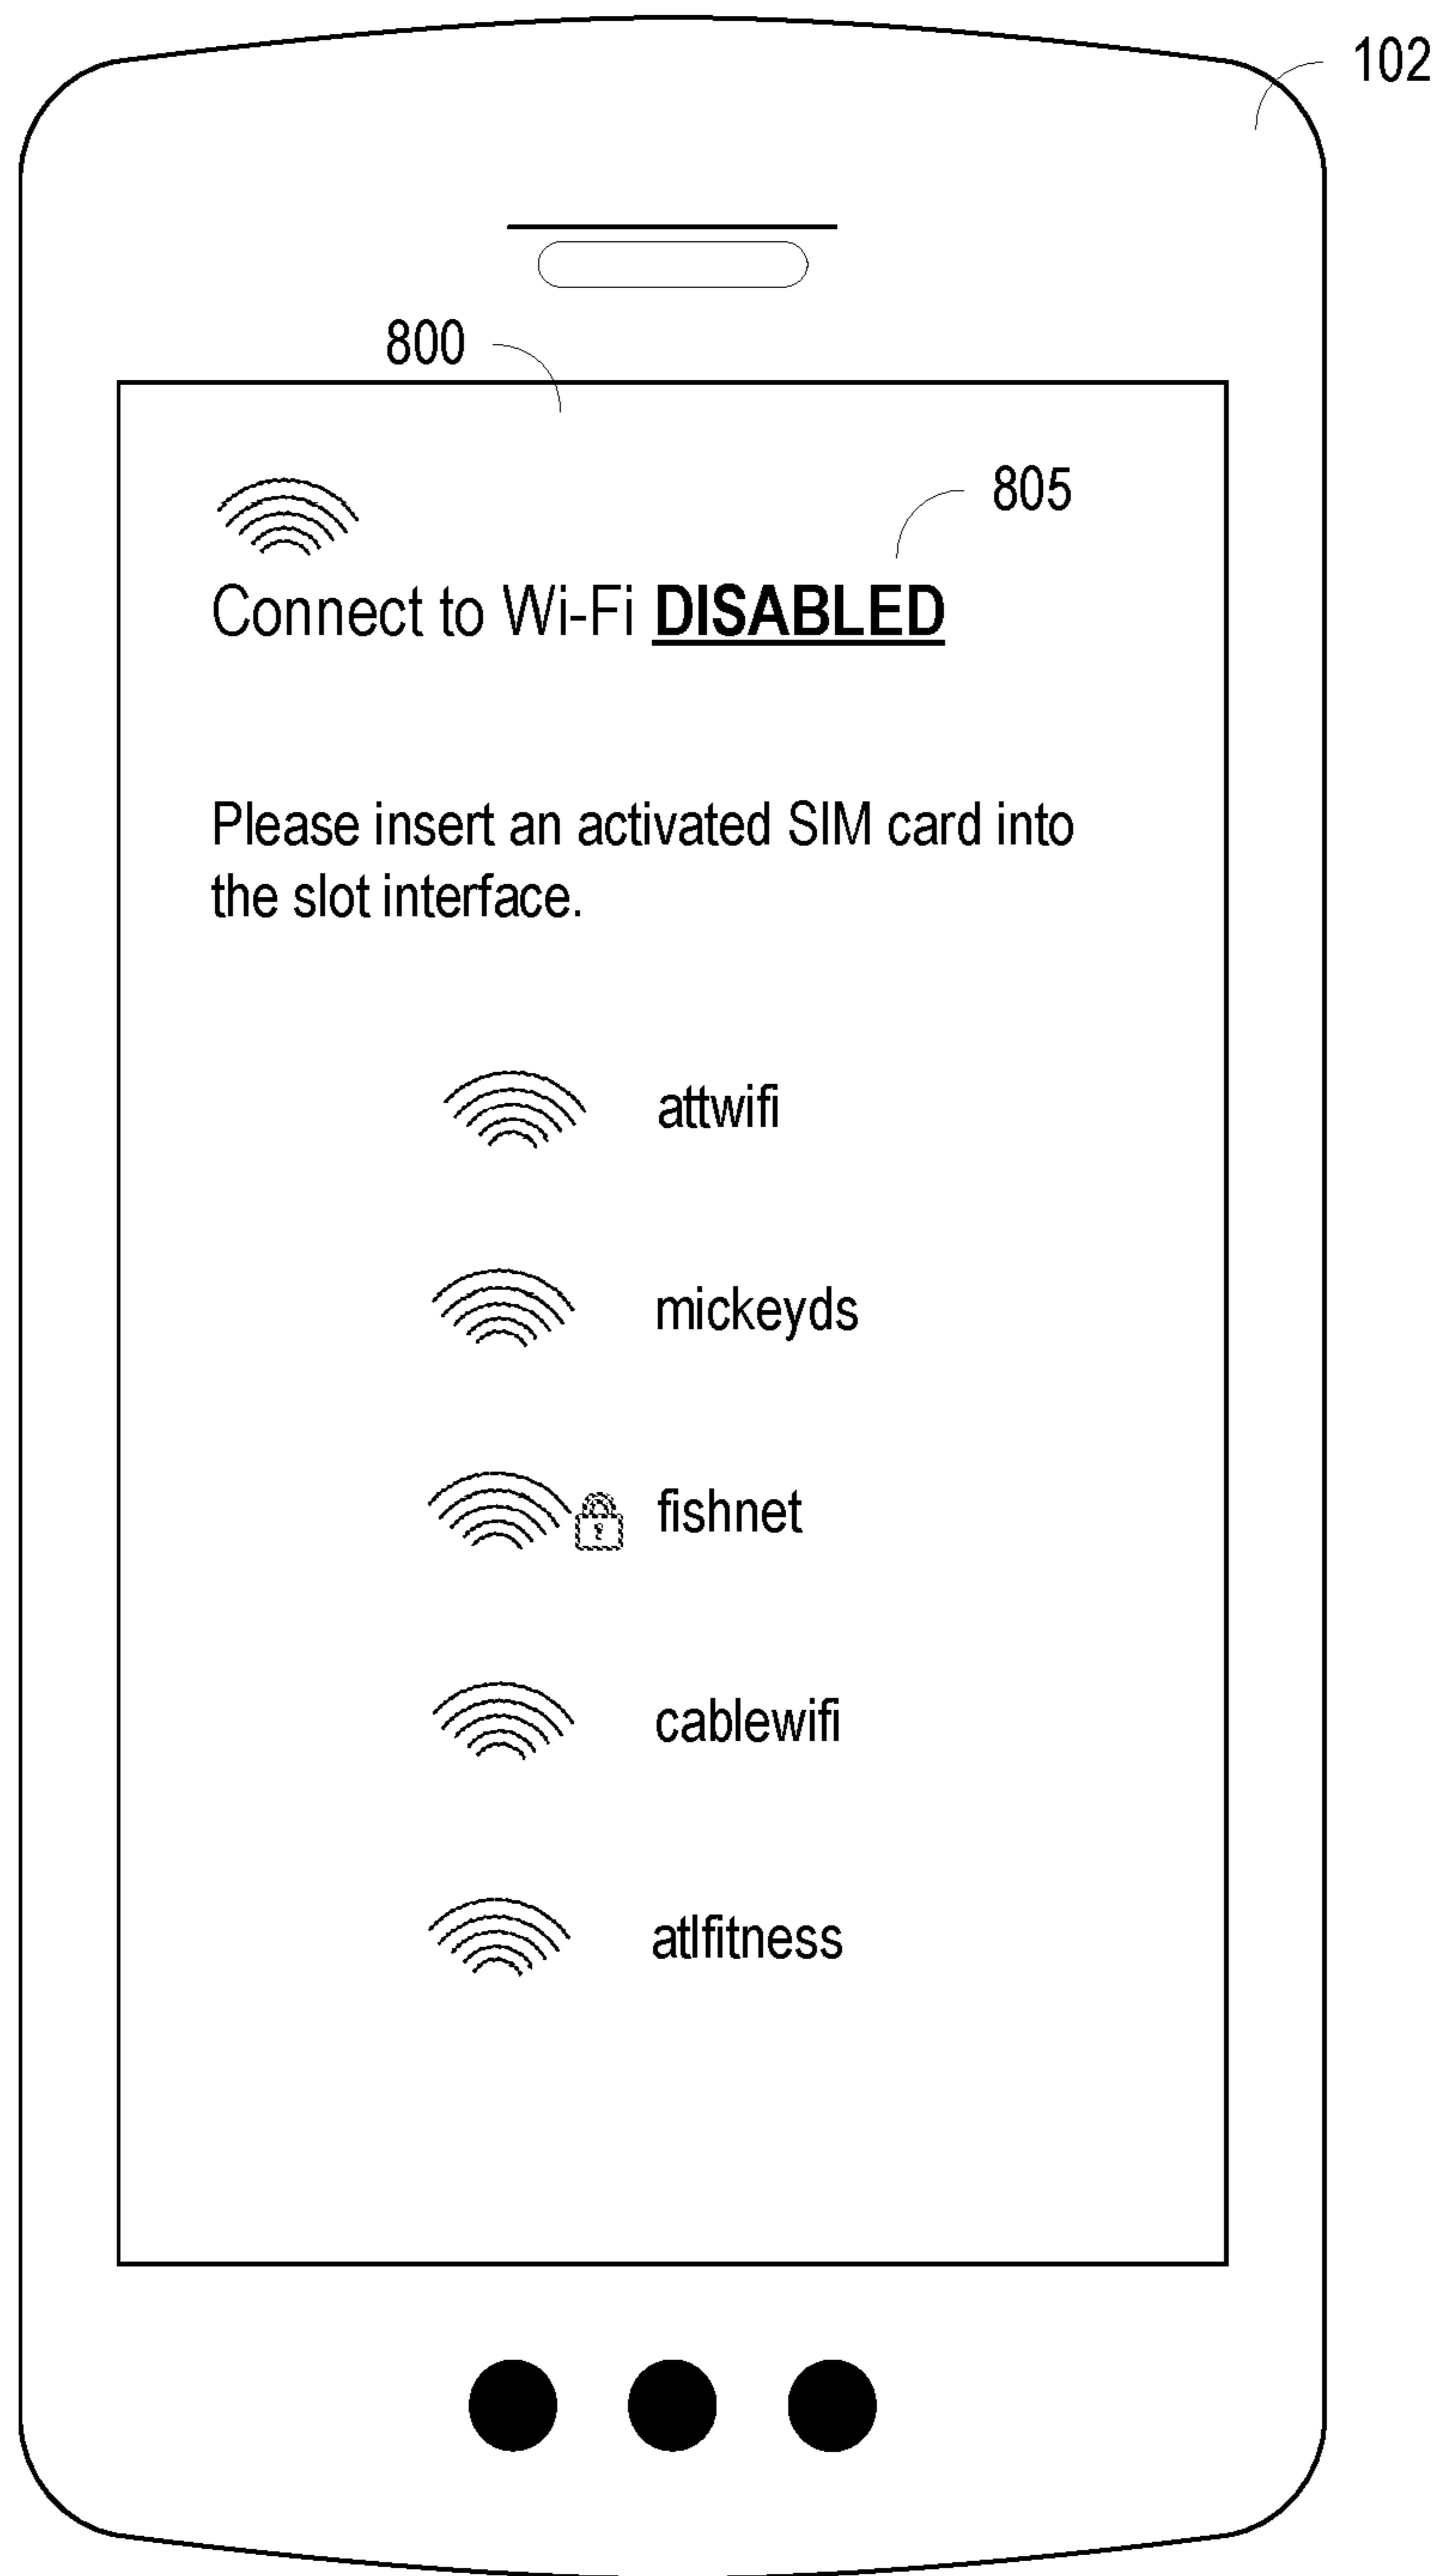 102
800
805
Connect to Wi-Fi DISABLED
Please insert an activated SIM card into
the slot interface.
attwifi
mickeyds
fishnet
cablewifi
atlfitness